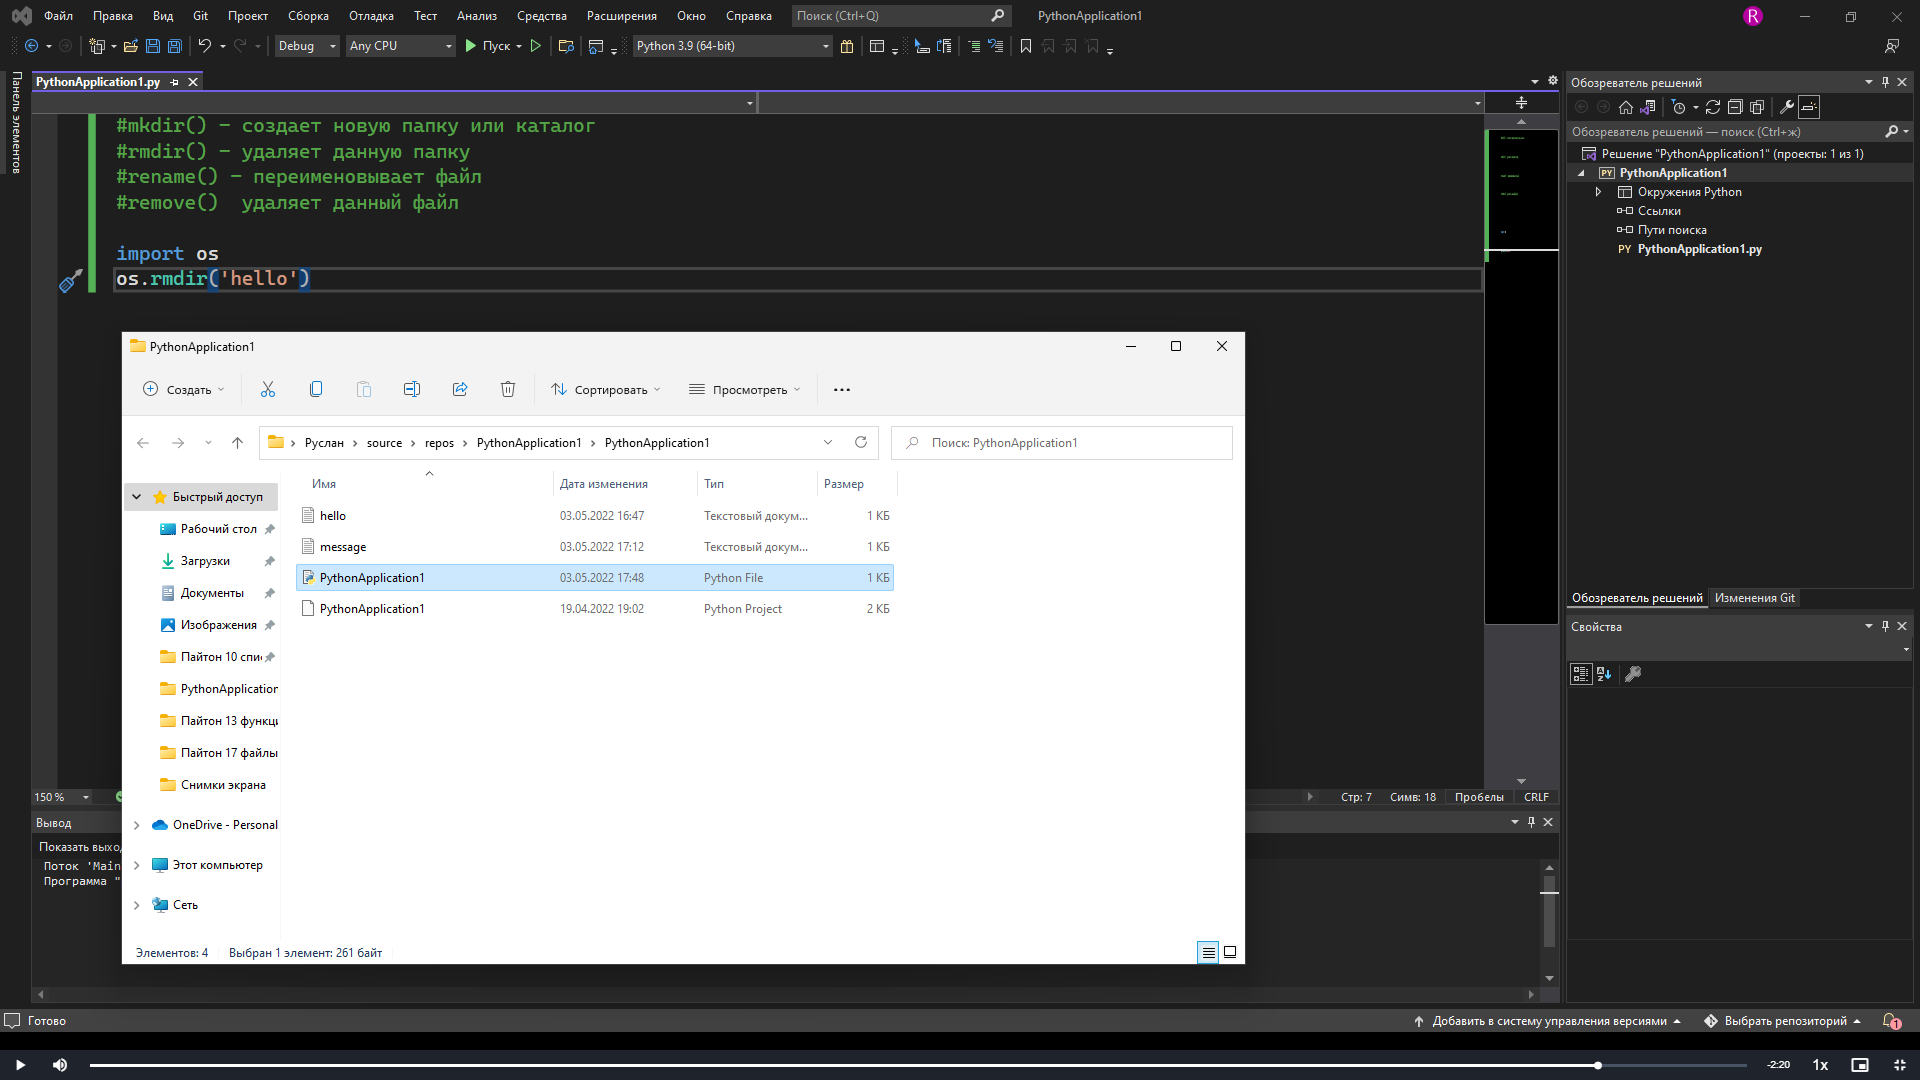 Файл Правка Вид Git Проект Сборка Отладка Тест Анализ Средства Расширения Окно Справка Поиск (Ctrl+Q) PythonApplication1 R
Debug Any CPU Пуск Python 3.9 (64-bit)
Панель элементов
PythonApplication1.py
#mkdir() - создает новую папку или каталог
#rmdir() - удаляет данную папку
#rename() - переименовывает файл
#remove() удаляет данный файл
import os
os.rmdir('hello')
PythonApplication1
Создать Сортировать Просмотреть
Руслан source repos PythonApplication1 PythonApplication1 Поиск: PythonApplication1
Имя Дата изменения Тип Размер
hello 03.05.2022 16:47 Текстовый докум... 1 КБ
message 03.05.2022 17:12 Текстовый докум... 1 КБ
PythonApplication1 03.05.2022 17:48 Python File 1 КБ
PythonApplication1 19.04.2022 19:02 Python Project 2 КБ
Быстрый доступ
Рабочий стол
Загрузки
Документы
Изображения
Пайтон 10 спи
PythonApplication
Пайтон 13 функц
Пайтон 17 файлы
Снимки экрана
OneDrive - Personal
Этот компьютер
Сеть
Элементов: 4 Выбран 1 элемент: 261 байт
150 % Стр: 7 Симв: 18 Пробелы CRLF
Вывод
Показать выход
Поток 'Main
Программа "
Обозреватель решений
Обозреватель решений — поиск (Ctrl+ж)
Решение "PythonApplication1" (проекты: 1 из 1)
PY PythonApplication1
Окружения Python
Ссылки
Пути поиска
PY PythonApplication1.py
Обозреватель решений Изменения Git
Свойства
Готово Добавить в систему управления версиями Выбрать репозиторий 1
-2:20 1x